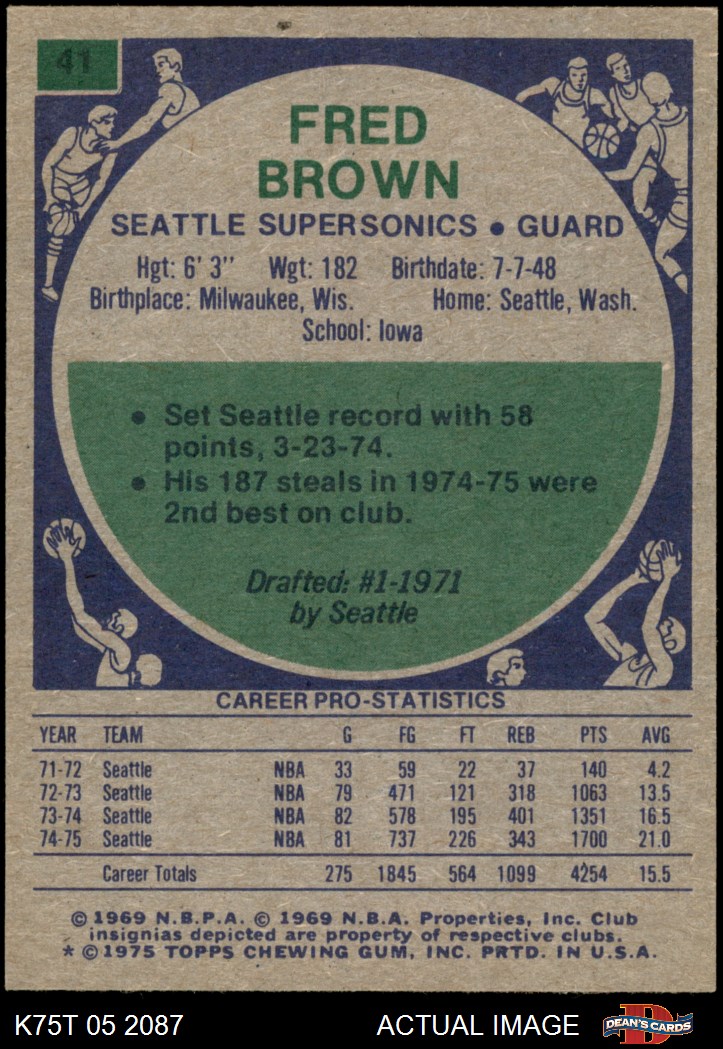 41
FRED
BROWN
SEATTLE SUPERSONICS • GUARD
Hgt: 6' 3" Wgt: 182 Birthdate: 7-7-48
Birthplace: Milwaukee, Wis. Home: Seattle, Wash.
School: Iowa
• Set Seattle record with 58
points, 3-23-74.
• His 187 steals in 1974-75 were
2nd best on club.
Drafted: #1-1971
by Seattle
CAREER PRO-STATISTICS
YEAR TEAM G FG FT REB PTS AVG
71-72 Seattle NBA 33 59 22 37 140 4.2
72-73 Seattle NBA 79 471 121 318 1063 13.5
73-74 Seattle NBA 82 578 195 401 1351 16.5
74-75 Seattle NBA 81 737 226 343 1700 21.0
Career Totals 275 1845 564 1099 4254 15.5
© 1969 N.B.P.A. © 1969 N.B.A. Properties, Inc. Club
insignias depicted are property of respective clubs.
* © 1975 TOPPS CHEWING GUM, INC. PRTD. IN U.S.A.
K75T 05 2087 ACTUAL IMAGE D DEAN'S CARDS